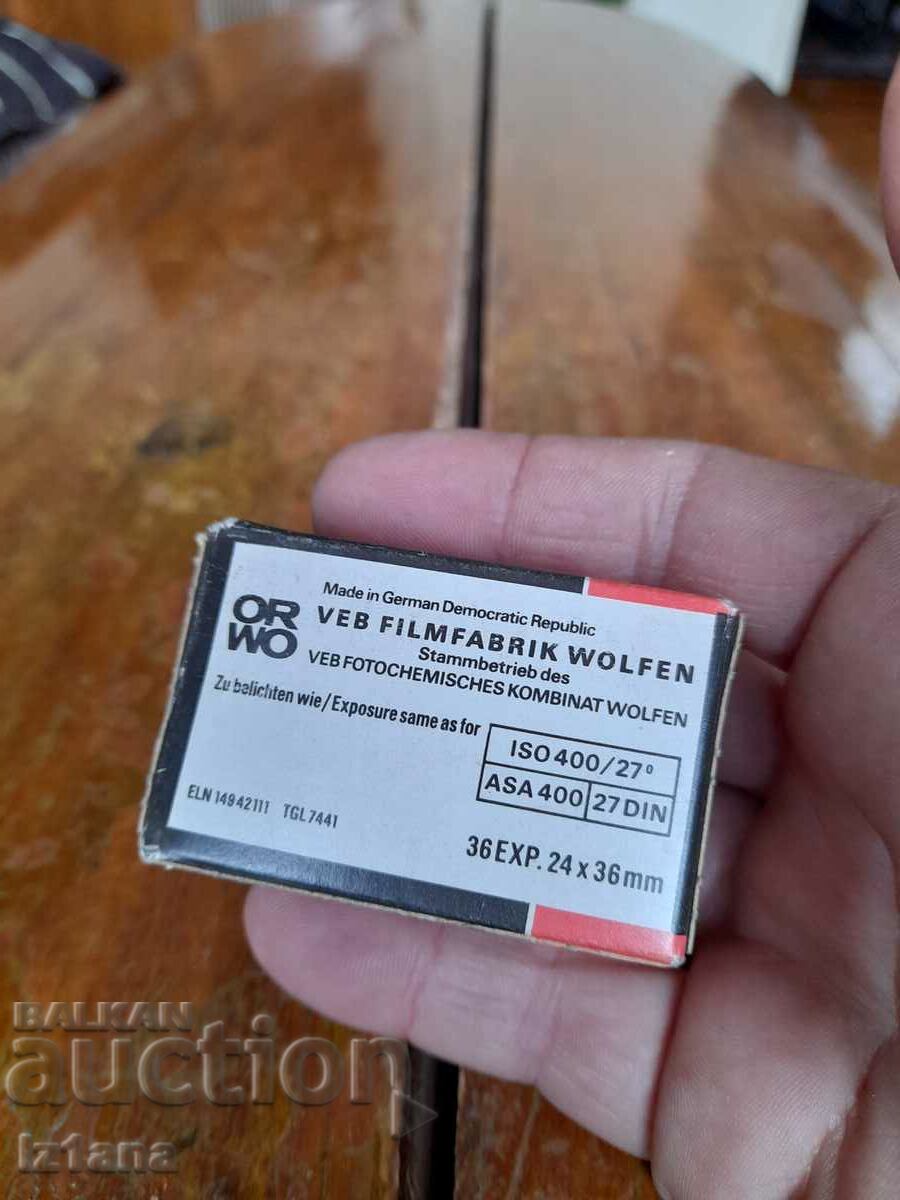 OR
WO
Made in German Democratic Republic
VEB FILMFABRIK WOLFEN
Stammbetrieb des
VEB FOTOCHEMISCHES KOMBINAT WOLFEN
Zu belichten wie/Exposure same as for
ISO 400/27°
ASA 400 27 DIN
ELN 14942111 TGL 7441
36 EXP. 24 x 36 mm
BALKAN
auction
Iz1ana